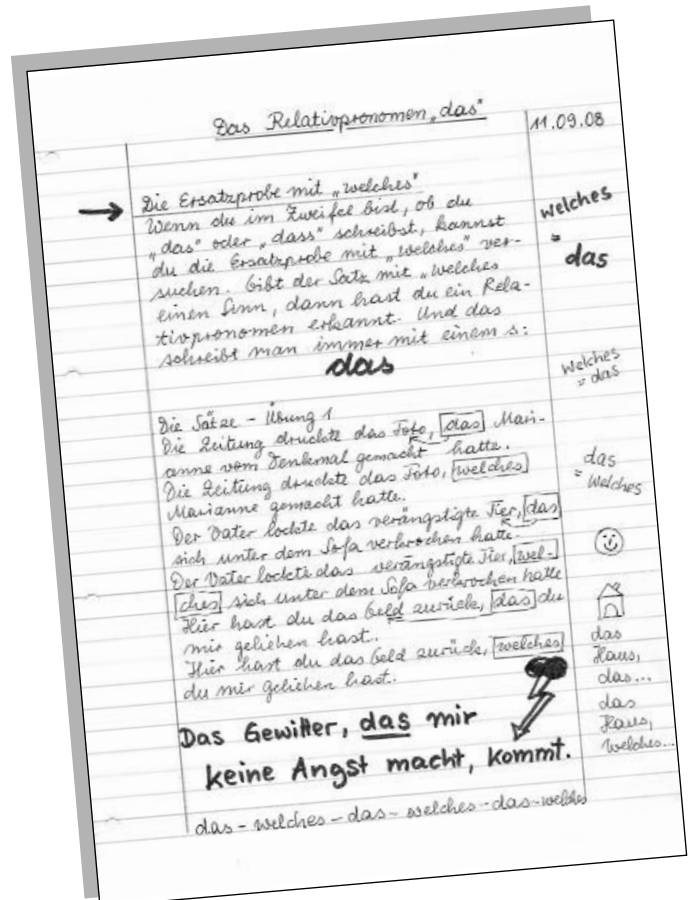 Das Relativpronomen „das"
11.09.08
Die Ersatzprobe mit „welches"
Wenn du im Zweifel bist, ob du
„das" oder „dass" schreibst, kannst
du die Ersatzprobe mit „welches" ver-
suchen. Gibt der Satz mit „welches
einen Sinn, dann hast du ein Rela-
tivpronomen erkannt. Und das
schreibt man immer mit einem s:
das
welches
=
das
Welches
= das
Die Sätze – Übung 1
Die Zeitung druckte das Foto, das Mari-
anne vom Denkmal gemacht hatte.
Die Zeitung druckte das Foto, welches
Marianne gemacht hatte.
Der Vater lockte das verängstigte Tier, das
sich unter dem Sofa verkrochen hatte.
Der Vater lockte das verängstigte Tier, wel-
ches sich unter dem Sofa verkrochen hatte
Hier hast du das Geld zurück, das du
mir geliehen hast.
Hier hast du das Geld zurück, welches
du mir geliehen hast.
das
= welches
das
Haus,
das...
das
Haus,
welches...
Das Gewitter, das mir
keine Angst macht, kommt.
das – welches – das – welches – das – welches